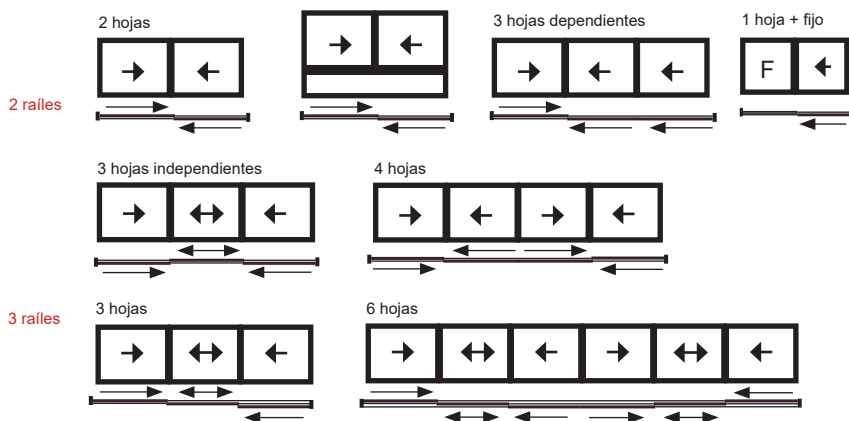 2 hojas
3 hojas dependientes
1 hoja + fijo
F
2 raíles
3 hojas independientes
4 hojas
3 raíles
3 hojas
6 hojas